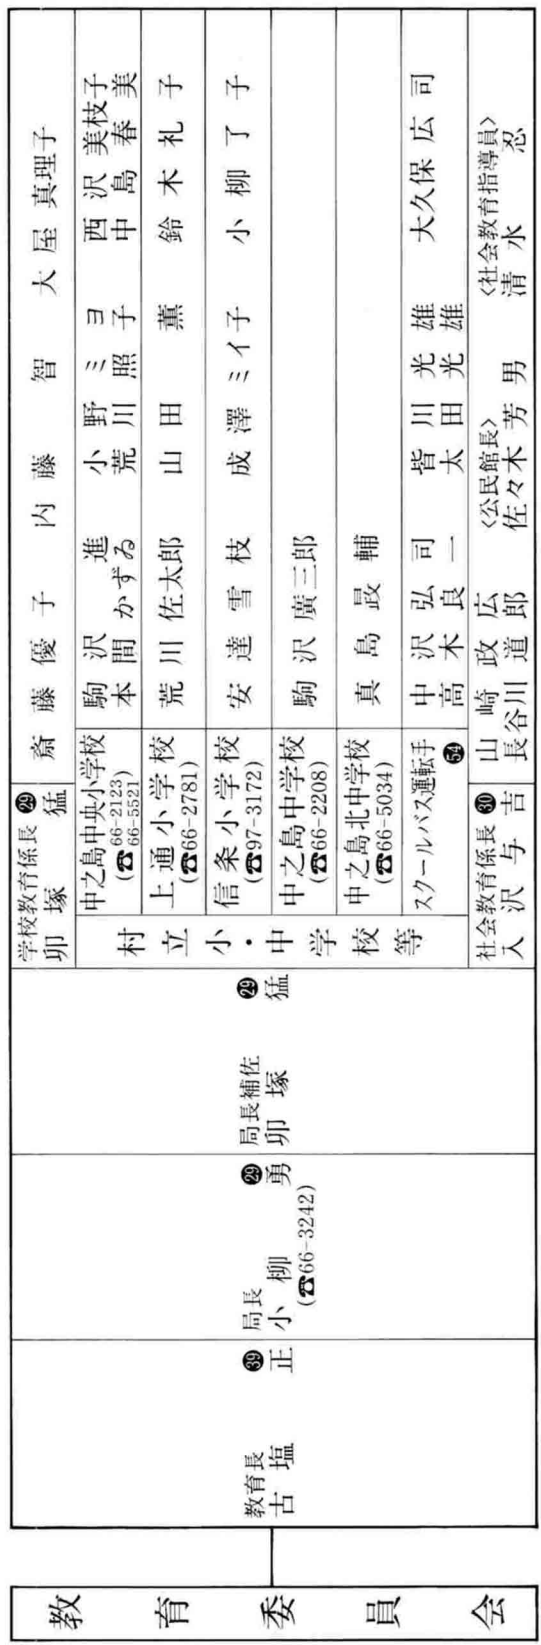 教育委員会
教育長 ㊴
古塩 正
局長 ㉙
小柳 勇
(☎66-3242)
局長補佐 ㉙
卯塚 猛
学校教育係長 ㉙
卯塚 猛
斎藤優子 内藤智 大屋真理子
村立小・中学校等
中之島中央小学校
(☎66-2123)
66-5521
駒沢進 小野ミヨ 西沢美枝子
本間かずゐ 荒川照子 中島春美
上通小学校
(☎66-2781)
荒川佐太郎 山田薫 鈴木礼子
信条小学校
(☎97-3172)
安達雪枝 成澤ミイ子 小柳了子
中之島中学校
(☎66-2208)
駒沢廣三郎
中之島北中学校
(☎66-5034)
真島 輔
スクールバス運転手
㊴
中沢弘司 皆川光雄 大久保広司
高木良一 太田光雄
社会教育係長 ㉚
入沢与吉
山崎政広 〈公民館長〉 〈社会教育指導員〉
長谷川道郎 佐々木芳男 清水忍